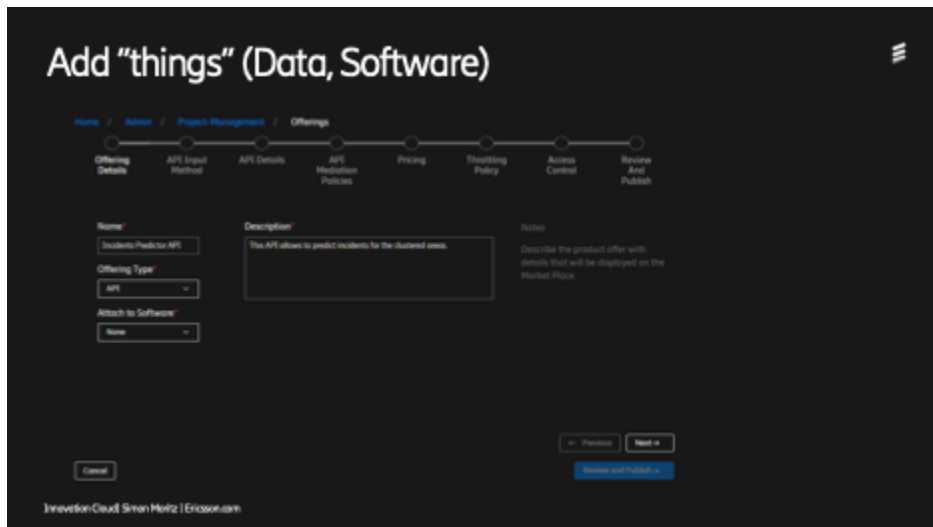 Add “things” (Data, Software)
Home / Admin / Project-Management / Offerings
Offering Details
API Input Method
API Details
API Mediation Policies
Pricing
Throttling Policy
Access Control
Review And Publish
Name*
Description*
Notes
Incidents Predictor API
This API allows to predict incidents for the clustered areas.
Describe the product offer with
details that will be displayed on the
Market Place
Offering Type*
API
Attach to Software*
None
← Previous
Next→
Cancel
Review and Publish→
Innovation Cloud| Simon Moritz | Ericsson.com